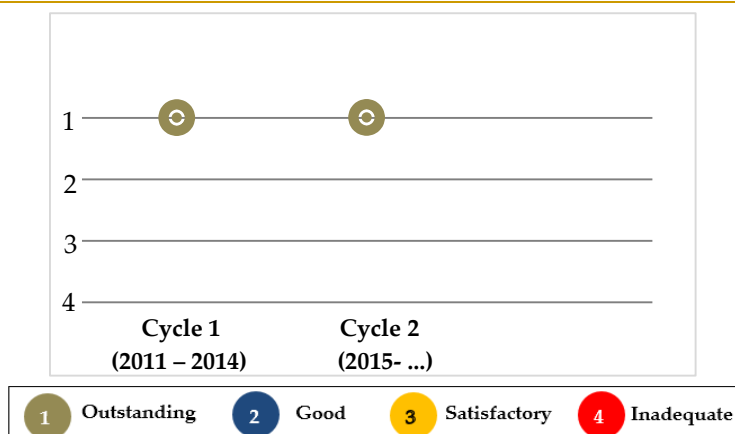 1
2
3
4
Cycle 1
(2011 – 2014)
Cycle 2
(2015- ...)
1 Outstanding 2 Good 3 Satisfactory 4 Inadequate